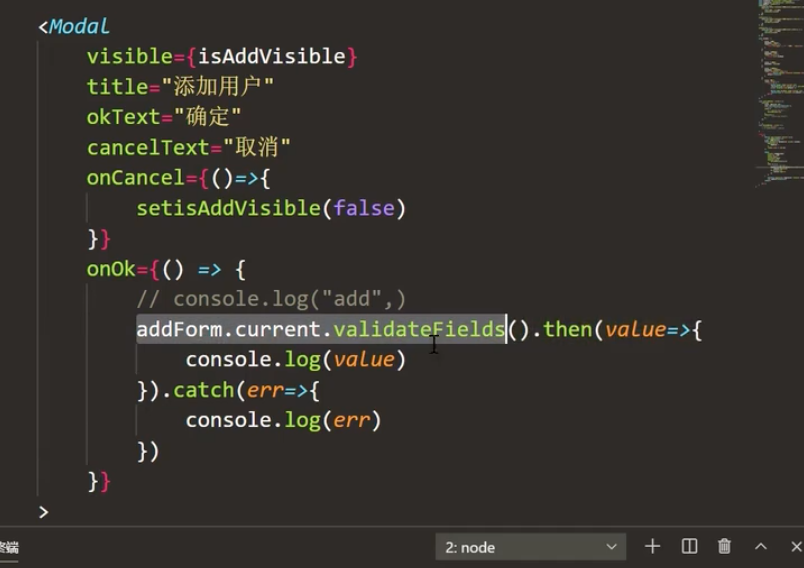 <Modal
visible={isAddVisible}
title="添加用户"
okText="确定"
cancelText="取消"
onCancel={()=>{
setisAddVisible(false)
}}
onOk={() => {
// console.log("add",)
addForm.current.validateFields().then(value=>{
console.log(value)
}).catch(err=>{
console.log(err)
})
}}
>
终端
2: node